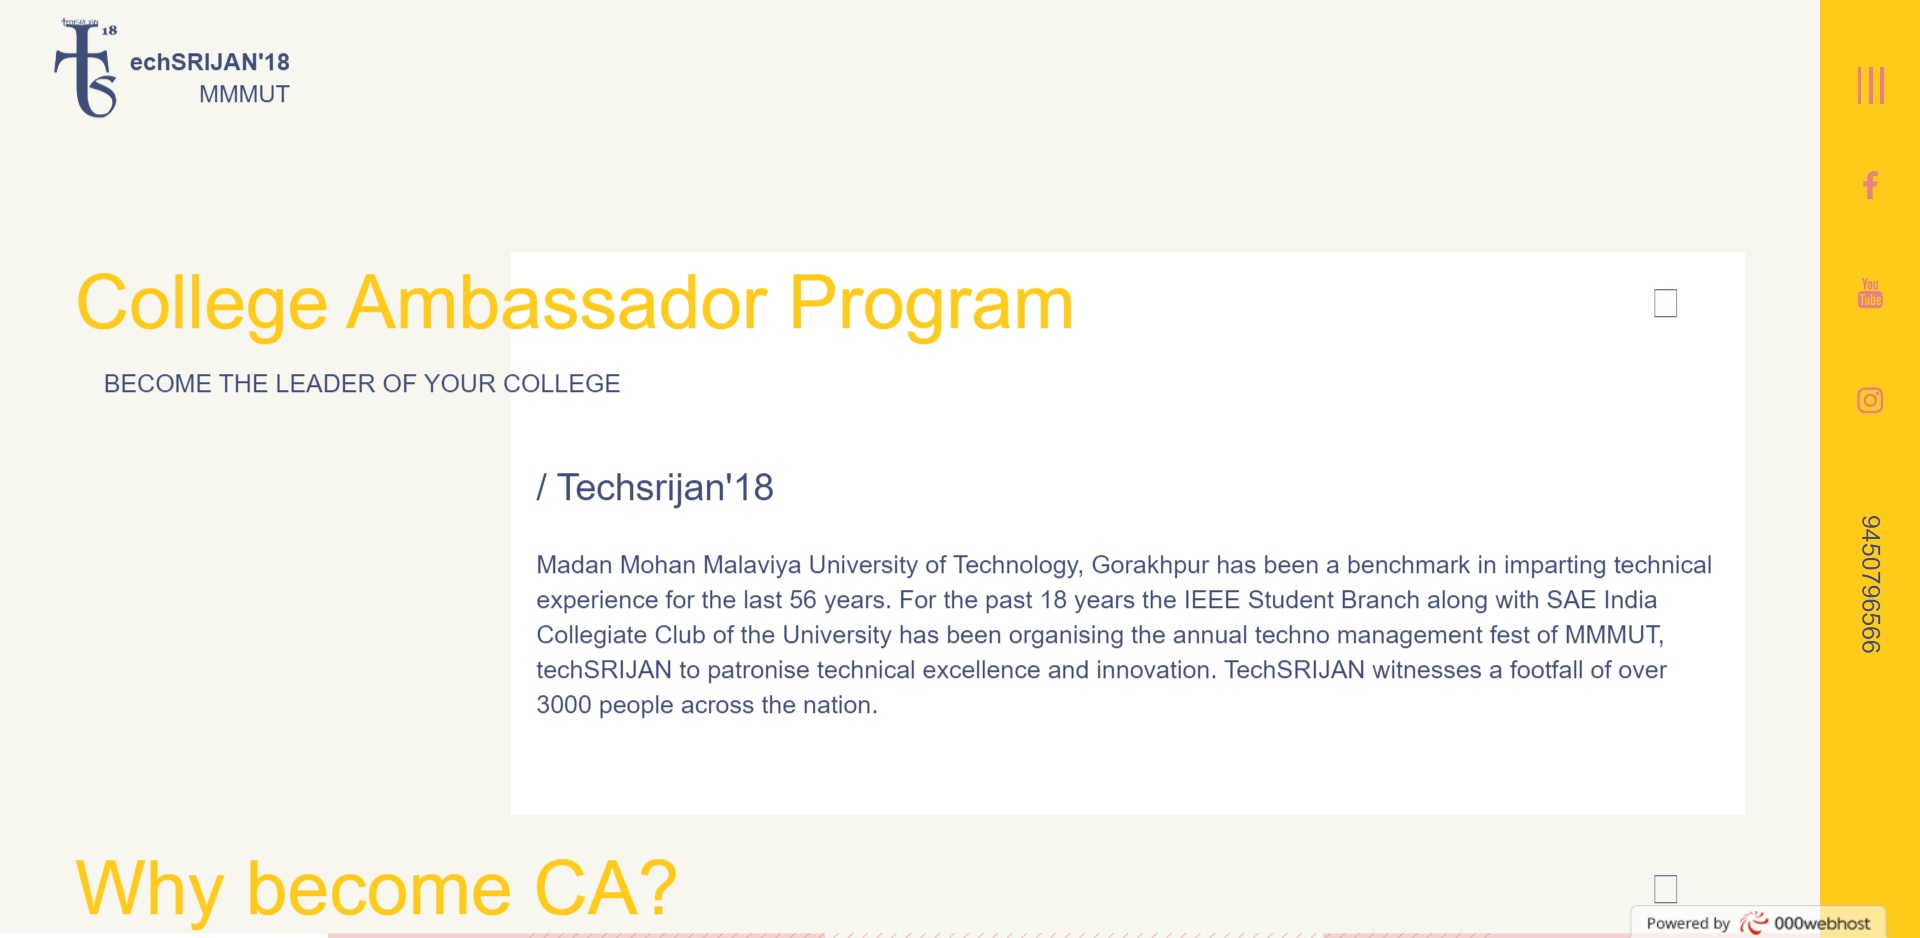 techSRIJAN
18
echSRIJAN'18
MMMUT
College Ambassador Program
BECOME THE LEADER OF YOUR COLLEGE
/ Techsrijan'18
Madan Mohan Malaviya University of Technology, Gorakhpur has been a benchmark in imparting technical
experience for the last 56 years. For the past 18 years the IEEE Student Branch along with SAE India
Collegiate Club of the University has been organising the annual techno management fest of MMMUT,
techSRIJAN to patronise technical excellence and innovation. TechSRIJAN witnesses a footfall of over
3000 people across the nation.
Why become CA?
You
Tube
9450796566
Powered by 000webhost